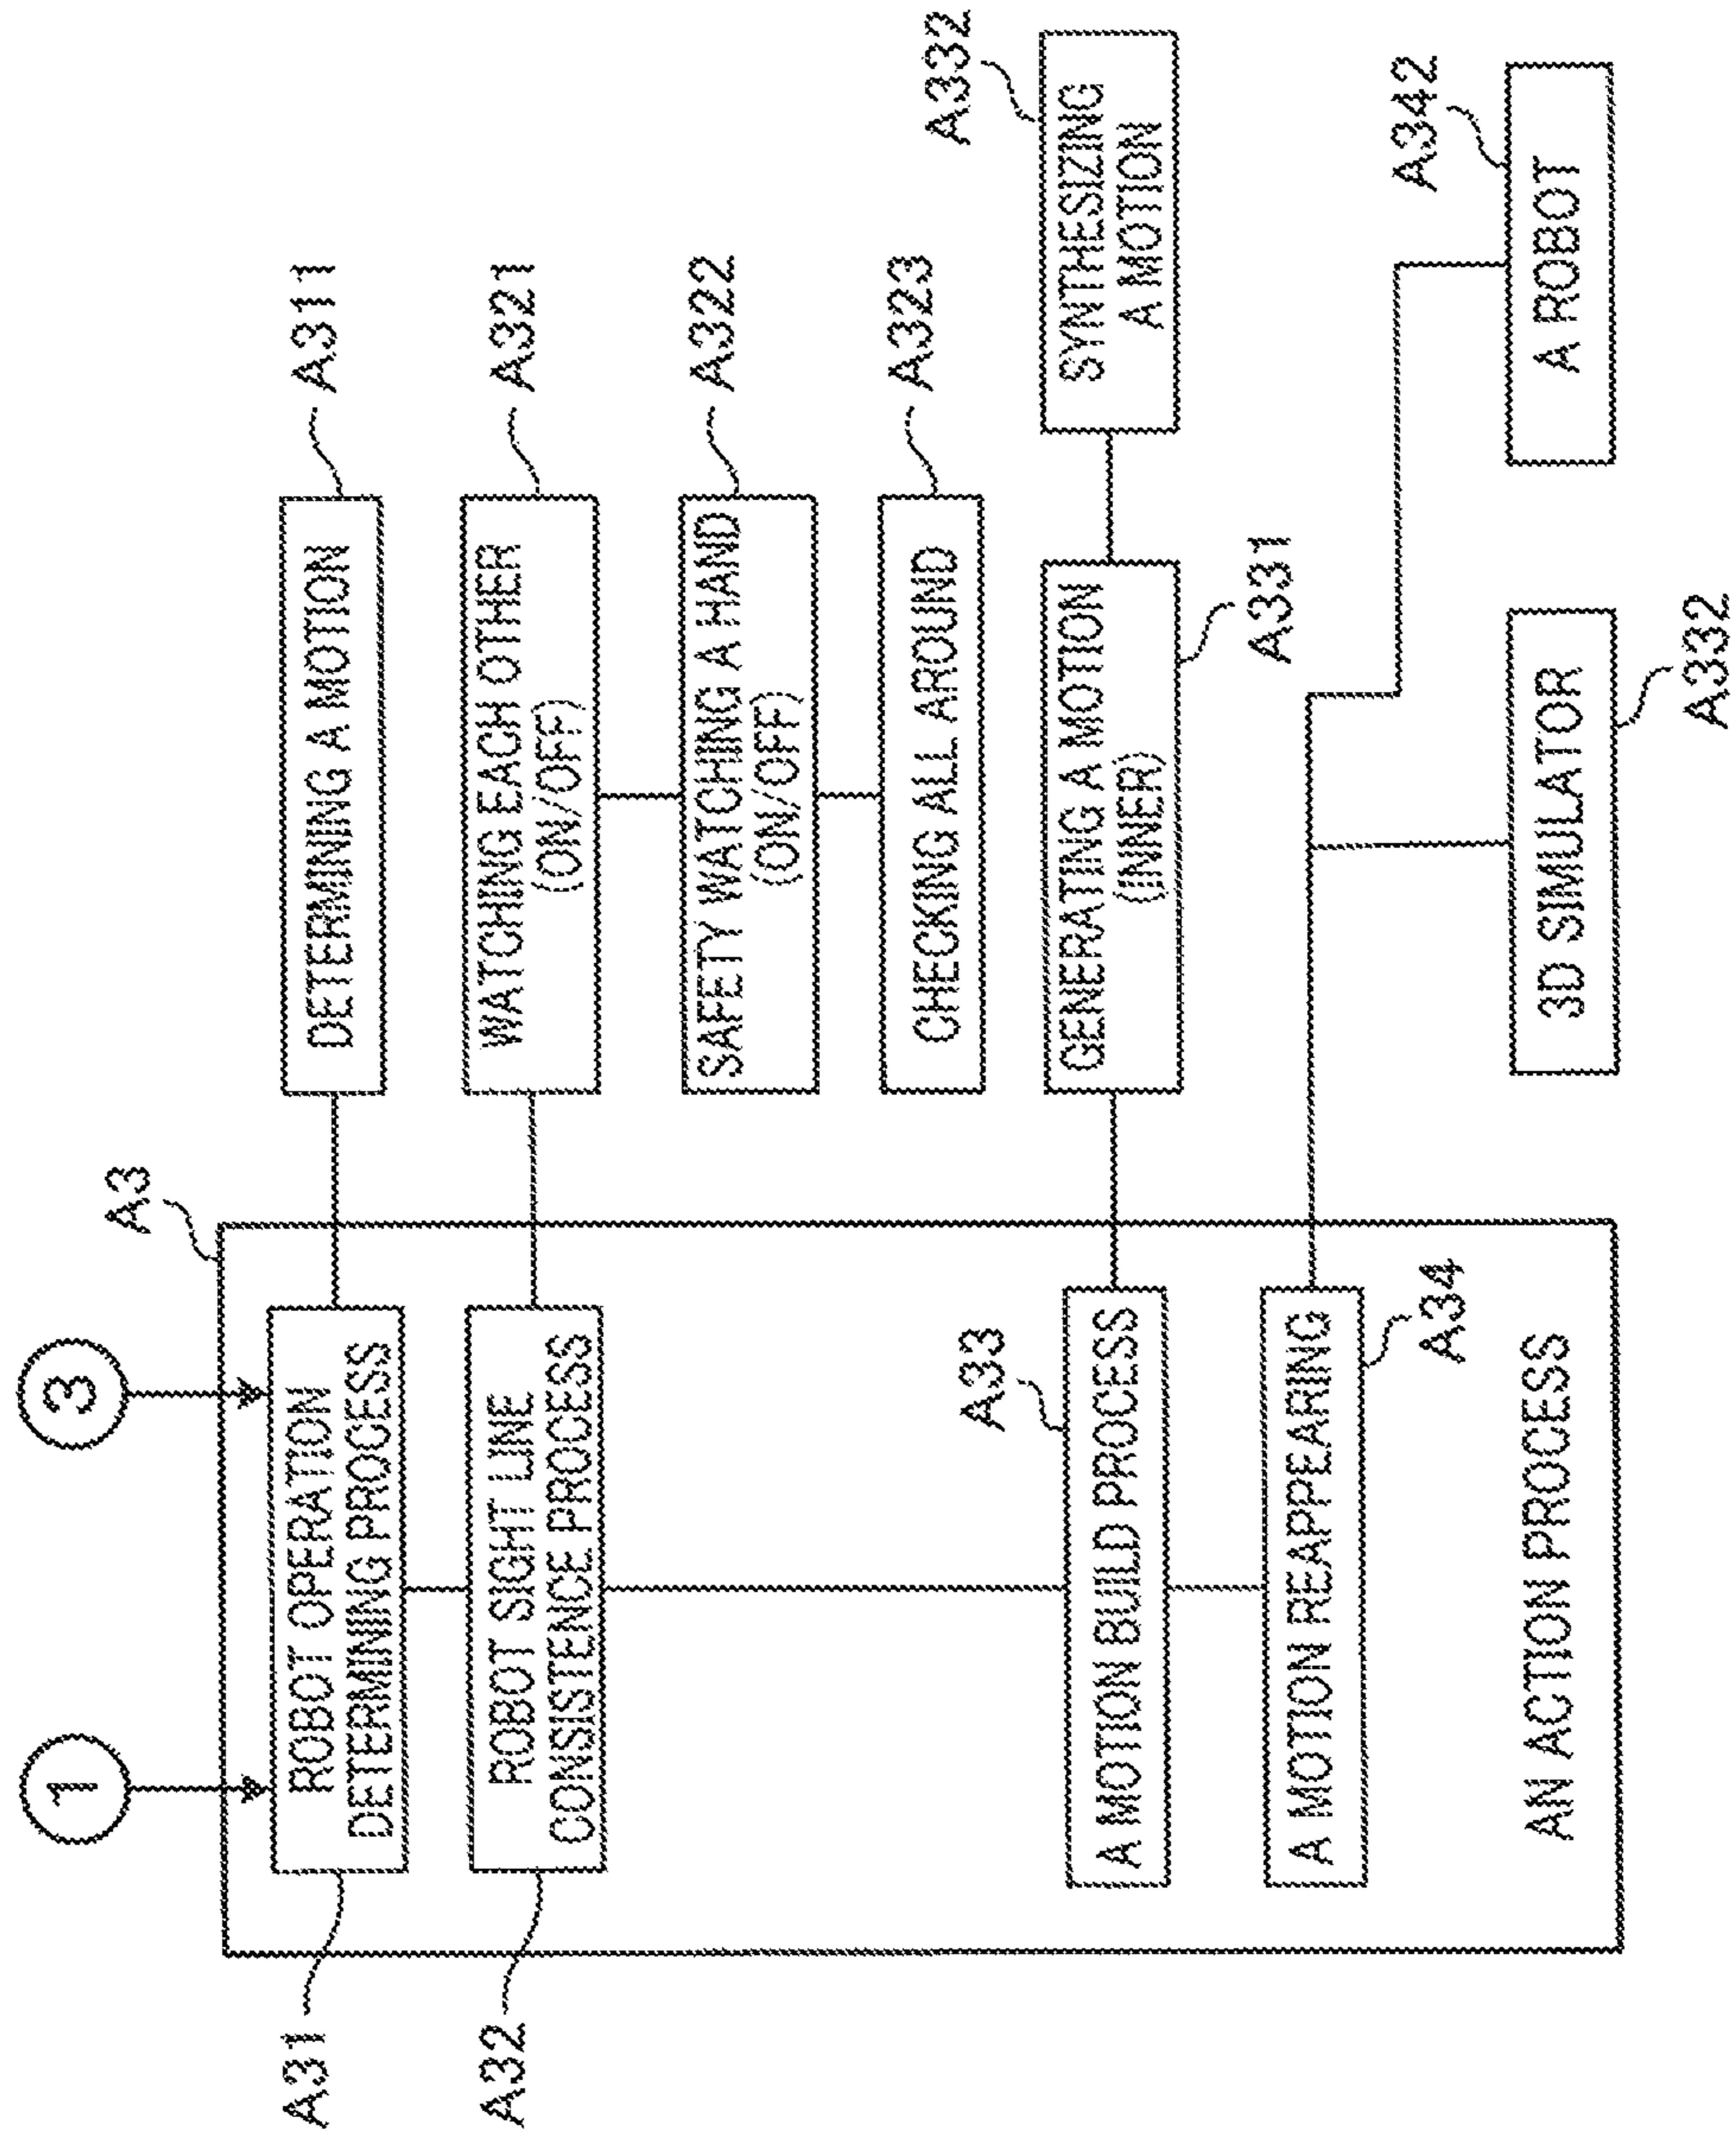 1
3
A3
A31
ROBOT OPERATION
DETERMINING PROCESS
DETERMINING A MOTION
A311
A32
ROBOT SIGHT LINE
CONSISTENCE PROCESS
WATCHING EACH OTHER
(ON/OFF)
A321
SAFETY WATCHING A HAND
(ON/OFF)
A322
CHECKING ALL AROUND
A323
A33
A MOTION BUILD PROCESS
GENERATING A MOTION
(INNER)
A331
SYNTHESIZING
A MOTION
A332
A MOTION REAPPEARING
A34
3D SIMULATOR
A332
A ROBOT
A342
AN ACTION PROCESS